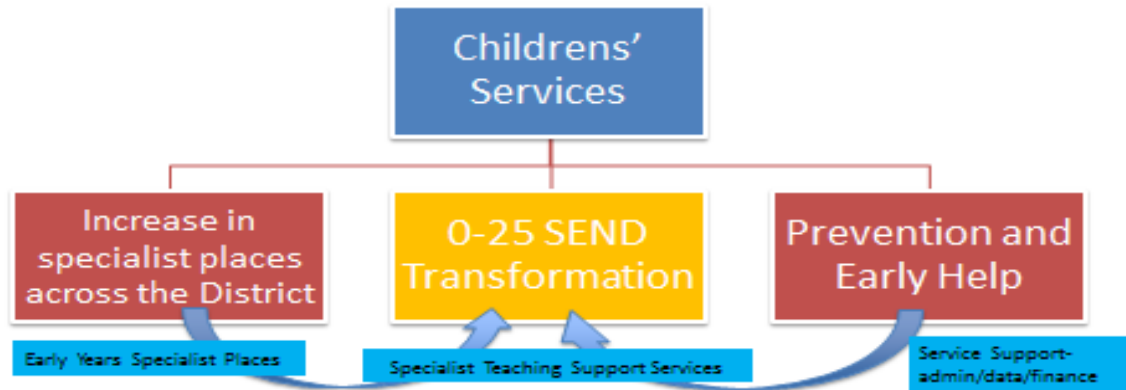 Childrens’
Services
Increase in
specialist places
across the District
0-25 SEND
Transformation
Prevention and
Early Help
Early Years Specialist Places
Specialist Teaching Support Services
Service Support-
admin/data/finance